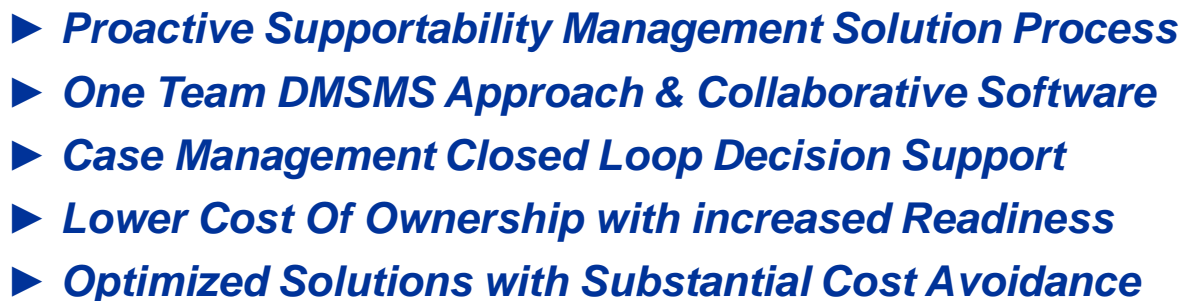 ► Proactive Supportability Management Solution Process
► One Team DMSMS Approach & Collaborative Software
► Case Management Closed Loop Decision Support
► Lower Cost Of Ownership with increased Readiness
► Optimized Solutions with Substantial Cost Avoidance